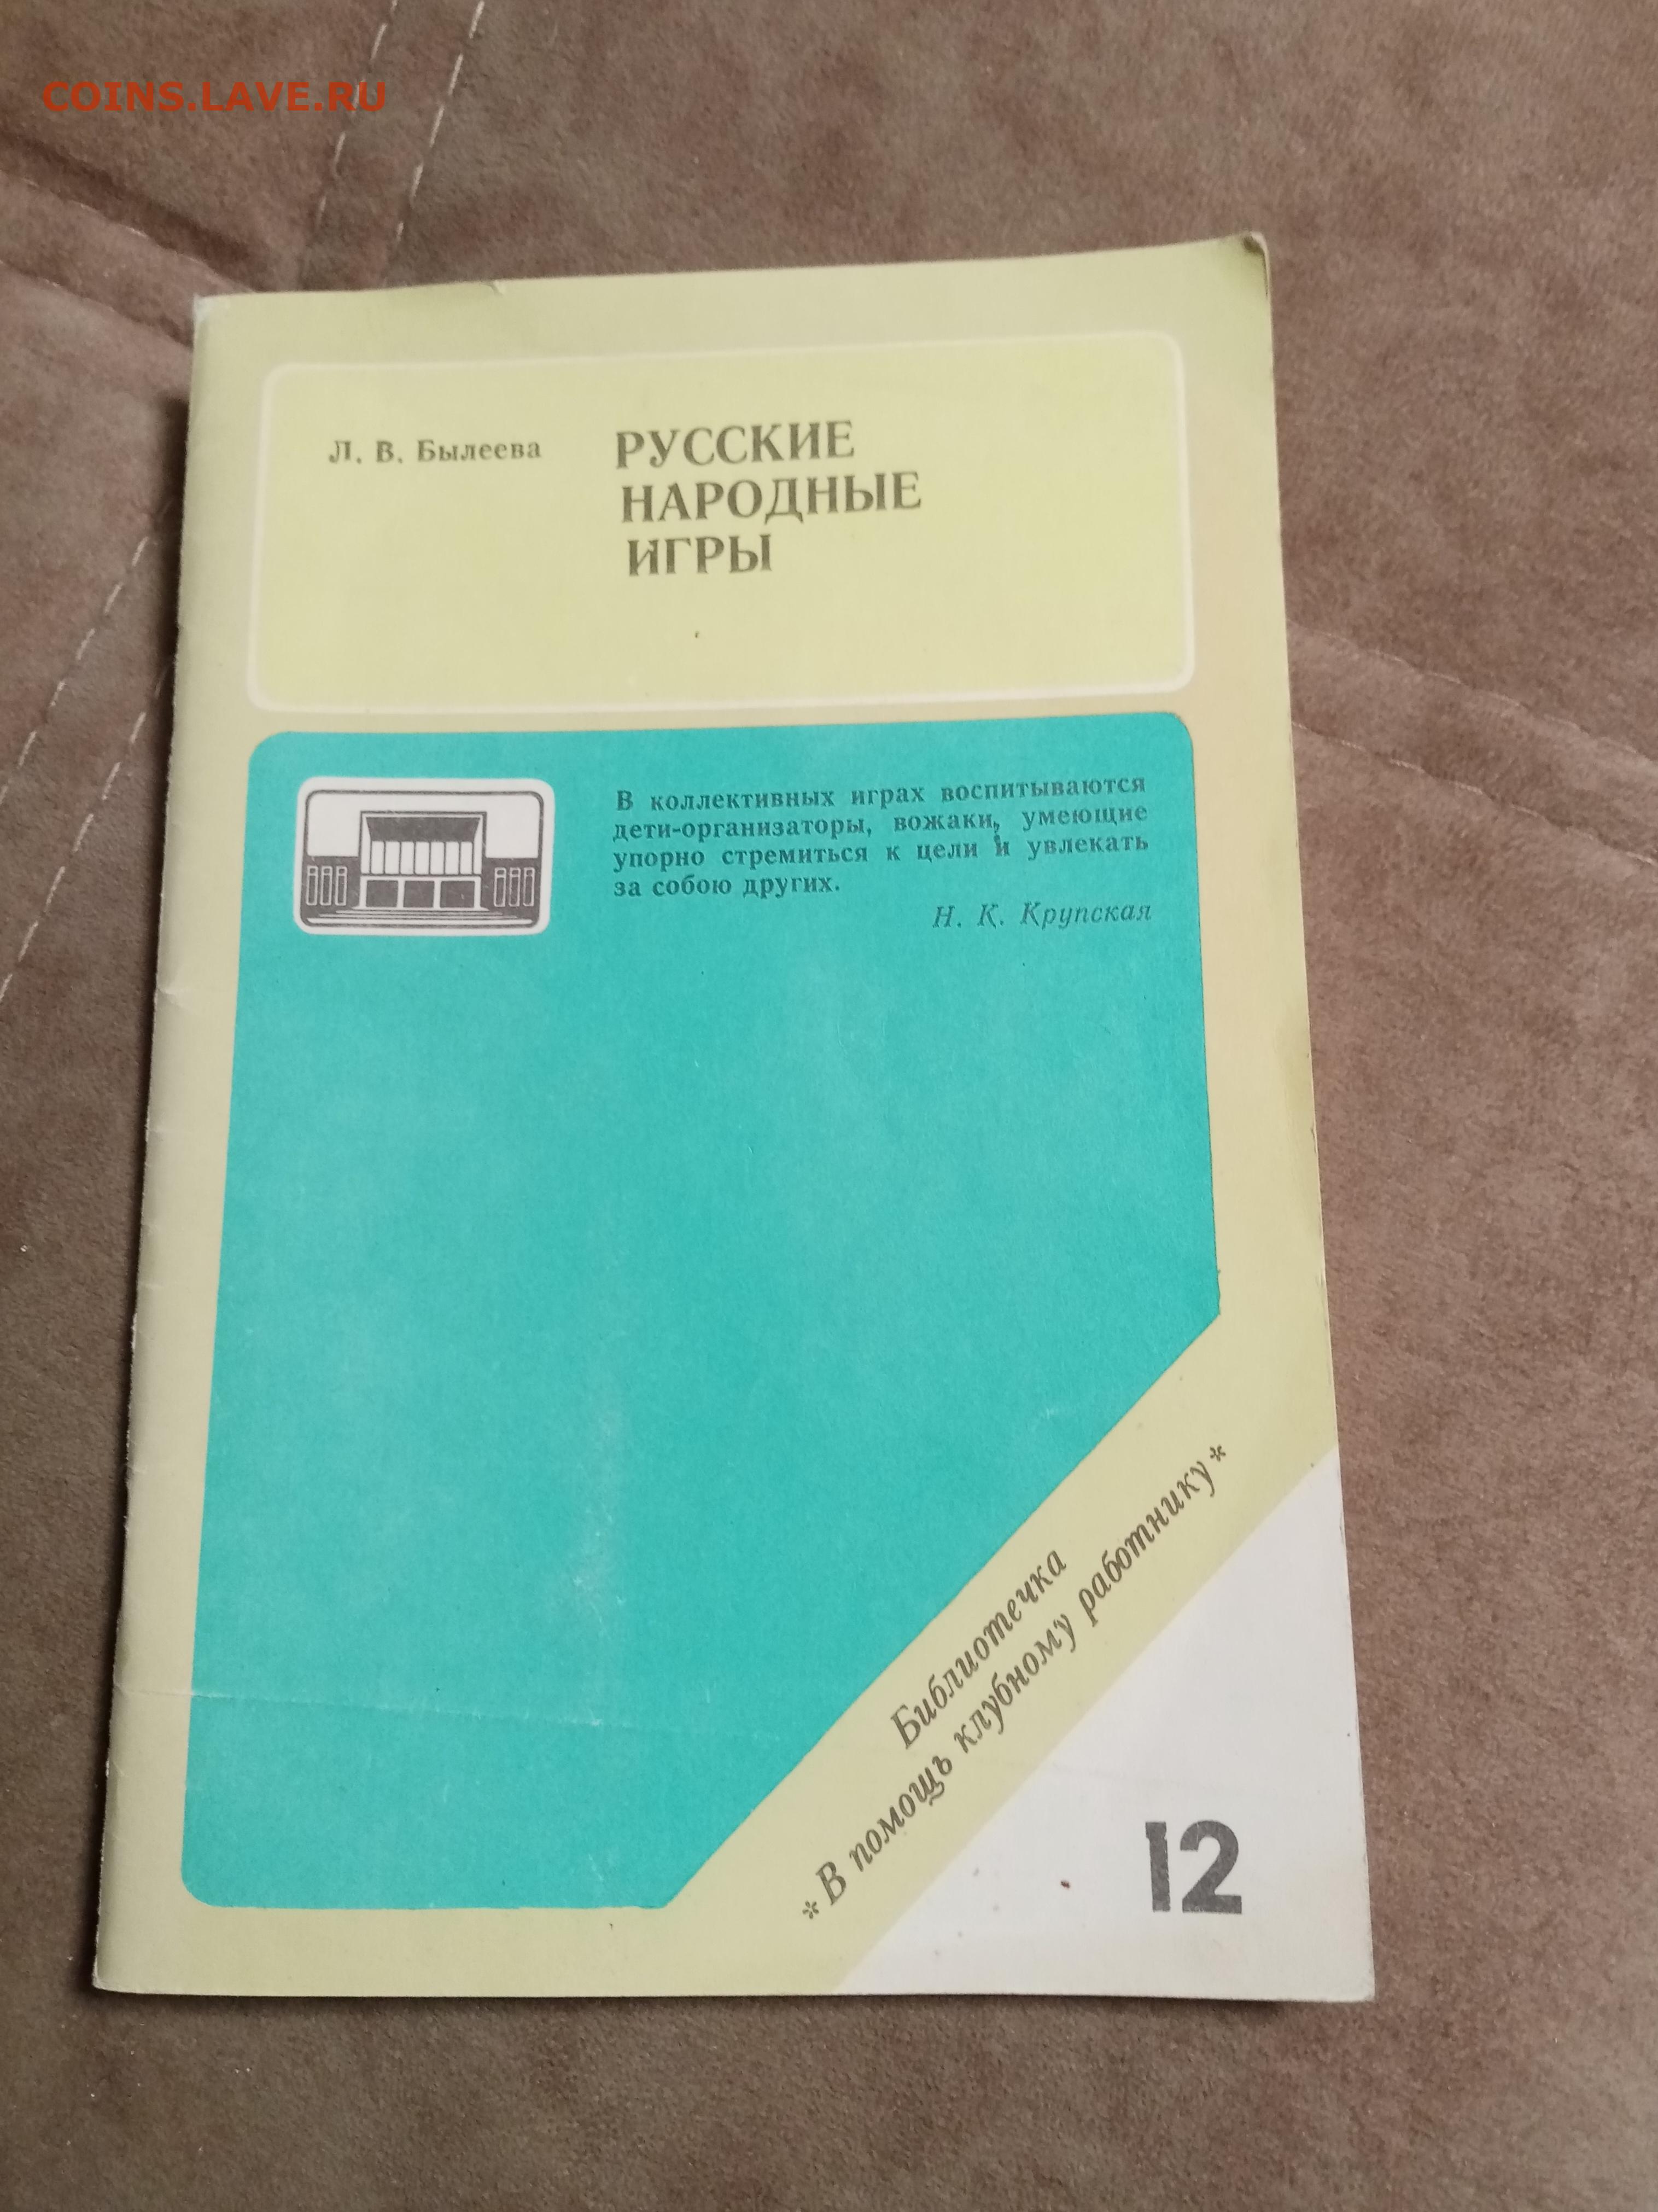 COINS.LAVE.RU
Л. В. Былеева
РУССКИЕ
НАРОДНЫЕ
ИГРЫ
В коллективных играх воспитываются
дети-организаторы, вожаки, умеющие
упорно стремиться к цели и увлекать
за собою других.
Н. К. Крупская
Библиотечка
* В помощь клубному работнику *
12